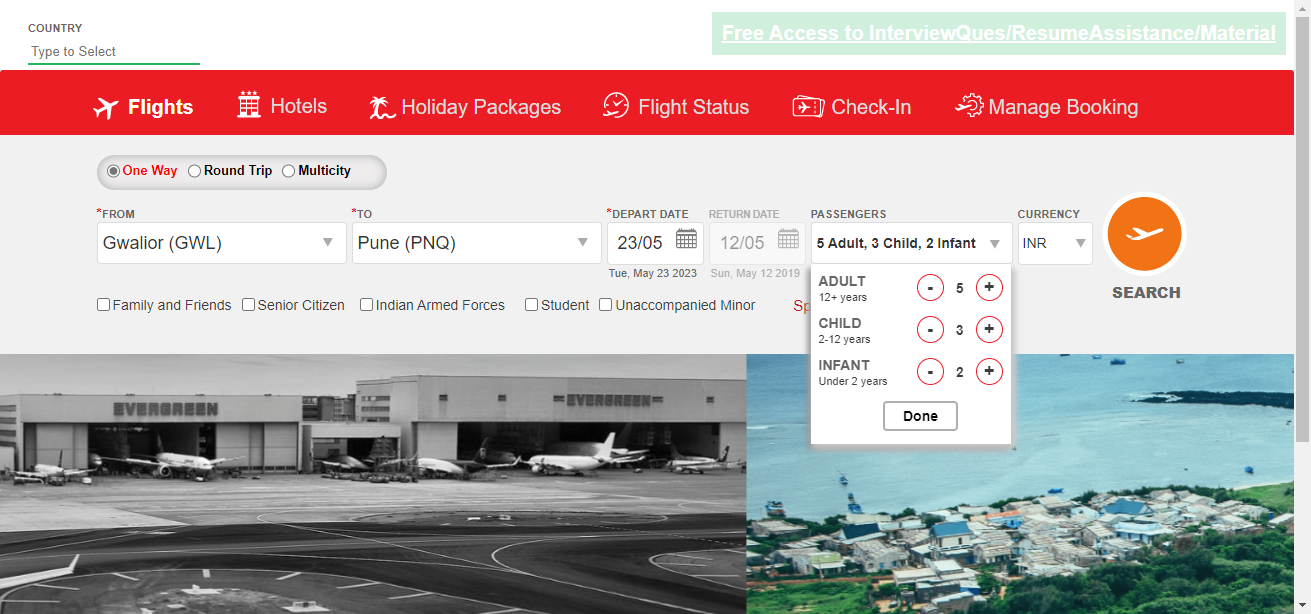 COUNTRY
Type to Select
Free Access to InterviewQues/ResumeAssistance/Material
Flights
Hotels
Holiday Packages
Flight Status
Check-In
Manage Booking
One Way
Round Trip
Multicity
*FROM
*TO
*DEPART DATE
RETURN DATE
PASSENGERS
CURRENCY
Gwalior (GWL)
Pune (PNQ)
23/05
12/05
5 Adult, 3 Child, 2 Infant
INR
Tue, May 23 2023
Sun, May 12 2019
SEARCH
Family and Friends
Senior Citizen
Indian Armed Forces
Student
Unaccompanied Minor
Sp
ADULT
12+ years
- 5 +
CHILD
2-12 years
- 3 +
INFANT
Under 2 years
- 2 +
Done
EVERGREEN
EVERGREEN